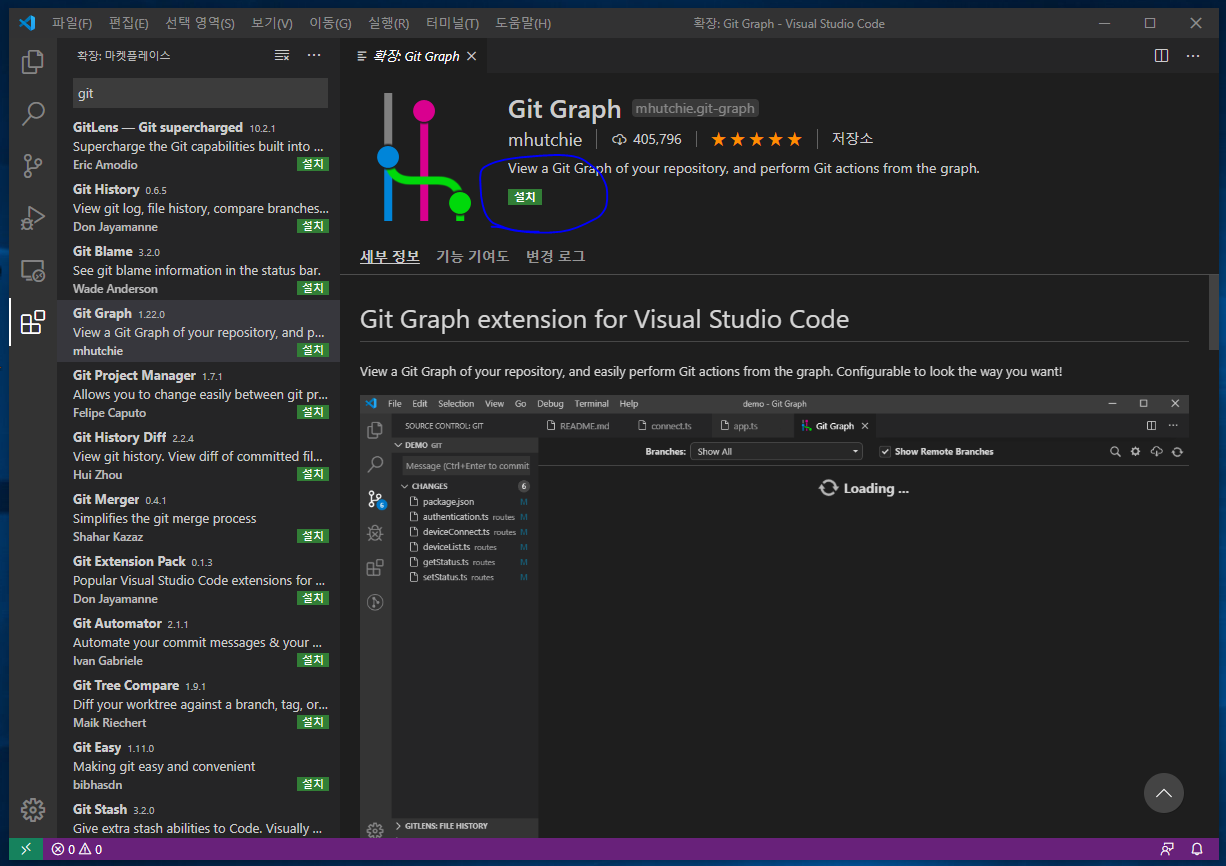 파일(F) 편집(E) 선택 영역(S) 보기(V) 이동(G) 실행(R) 터미널(T) 도움말(H) 확장: Git Graph - Visual Studio Code
확장: 마켓플레이스
git
GitLens — Git supercharged 10.2.1
Supercharge the Git capabilities built into ...
Eric Amodio 설치
Git History 0.6.5
View git log, file history, compare branches...
Don Jayamanne 설치
Git Blame 3.2.0
See git blame information in the status bar.
Wade Anderson 설치
Git Graph 1.22.0
View a Git Graph of your repository, and p...
mhutchie 설치
Git Project Manager 1.7.1
Allows you to change easily between git pr...
Felipe Caputo 설치
Git History Diff 2.2.4
View git history. View diff of committed fil...
Hui Zhou 설치
Git Merger 0.4.1
Simplifies the git merge process
Shahar Kazaz 설치
Git Extension Pack 0.1.3
Popular Visual Studio Code extensions for ...
Don Jayamanne 설치
Git Automator 2.1.1
Automate your commit messages & your ...
Ivan Gabriele 설치
Git Tree Compare 1.9.1
Diff your worktree against a branch, tag, or...
Maik Riechert 설치
Git Easy 1.11.0
Making git easy and convenient
bibhasdn 설치
Git Stash 3.2.0
Give extra stash abilities to Code. Visually ...
확장: Git Graph
Git Graph mhutchie.git-graph
mhutchie 405,796 저장소
View a Git Graph of your repository, and perform Git actions from the graph.
설치
세부 정보 기능 기여도 변경 로그
Git Graph extension for Visual Studio Code
View a Git Graph of your repository, and easily perform Git actions from the graph. Configurable to look the way you want!
File Edit Selection View Go Debug Terminal Help demo - Git Graph
SOURCE CONTROL: GIT README.md connect.ts app.ts Git Graph
DEMO GIT
Branches: Show All Show Remote Branches
Message (Ctrl+Enter to commit
CHANGES 6
package.json M
authentication.ts routes M
deviceConnect.ts routes M
deviceList.ts routes M
getStatus.ts routes M
setStatus.ts routes M
6
Loading ...
GITLENS: FILE HISTORY
0 0